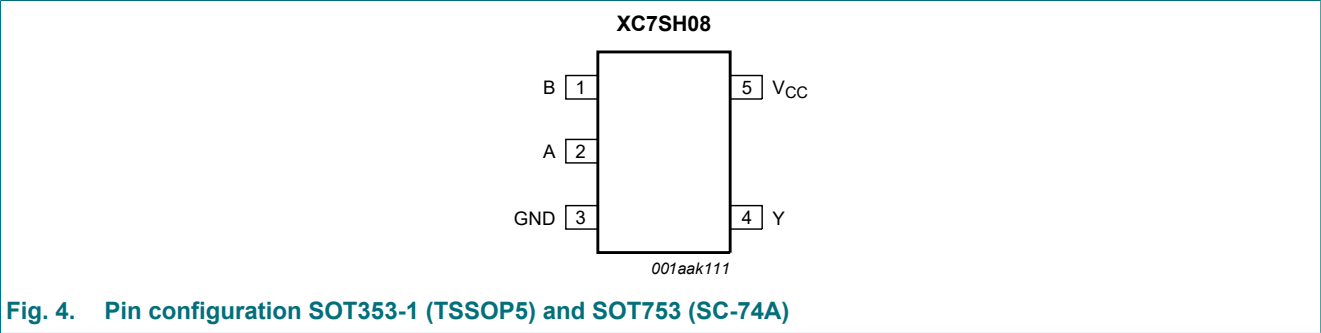 XC7SH08
B 1
5 VCC
A 2
GND 3
4 Y
001aak111
Fig. 4. Pin configuration SOT353-1 (TSSOP5) and SOT753 (SC-74A)